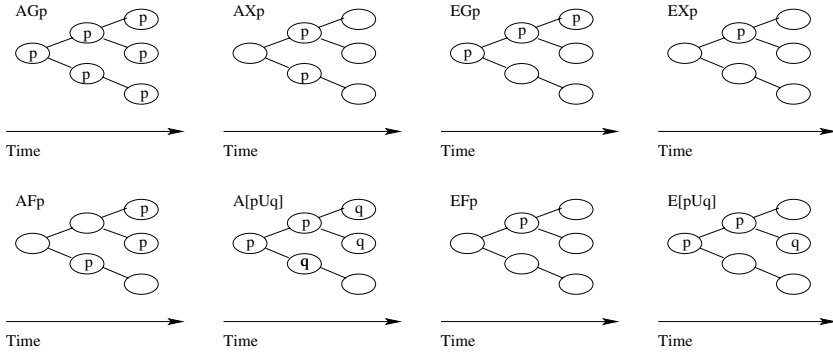 AGp AXp EGp EXp
p p p p
p p p p p
p p p
p
Time Time Time Time
AFp A[pUq] EFp E[pUq]
p q
p p p
p p q p q
p q
Time Time Time Time